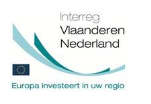 Interreg
Vlaanderen
Nederland
Europa investeert in uw regio